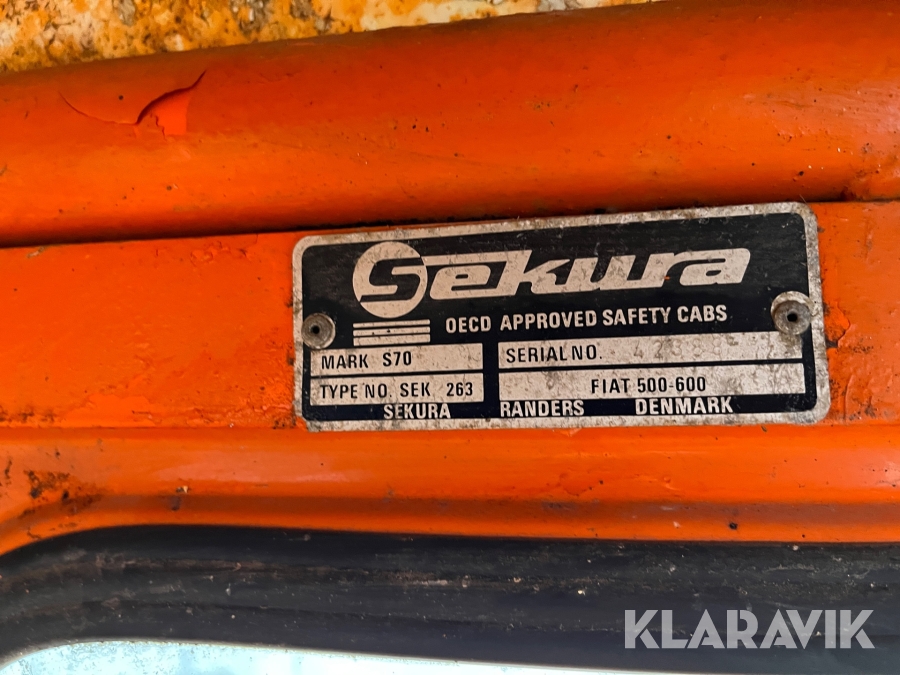 Sekura
OECD APPROVED SAFETY CABS
MARK S70
SERIAL NO.
TYPE NO. SEK 263
FIAT 500-600
SEKURA RANDERS DENMARK
KLARAVIK